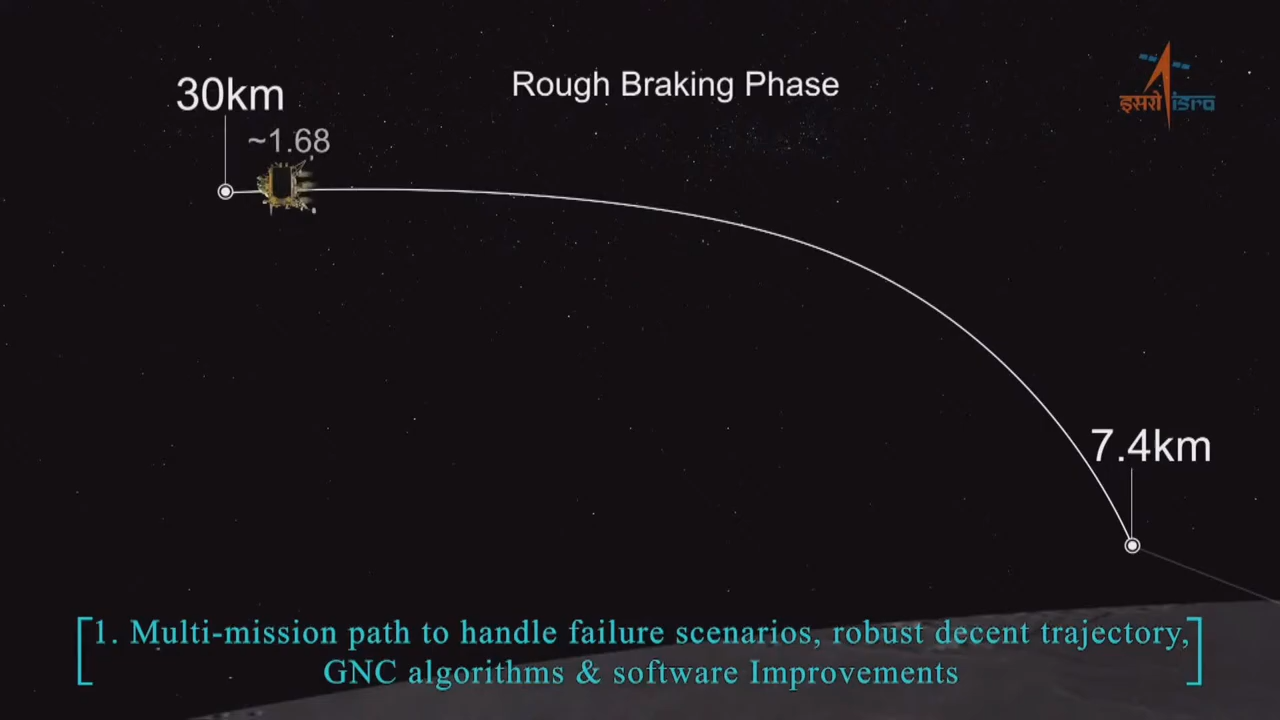 Rough Braking Phase
30km
~1.68
इसरो isro
7.4km
1. Multi-mission path to handle failure scenarios, robust decent trajectory,
GNC algorithms & software Improvements